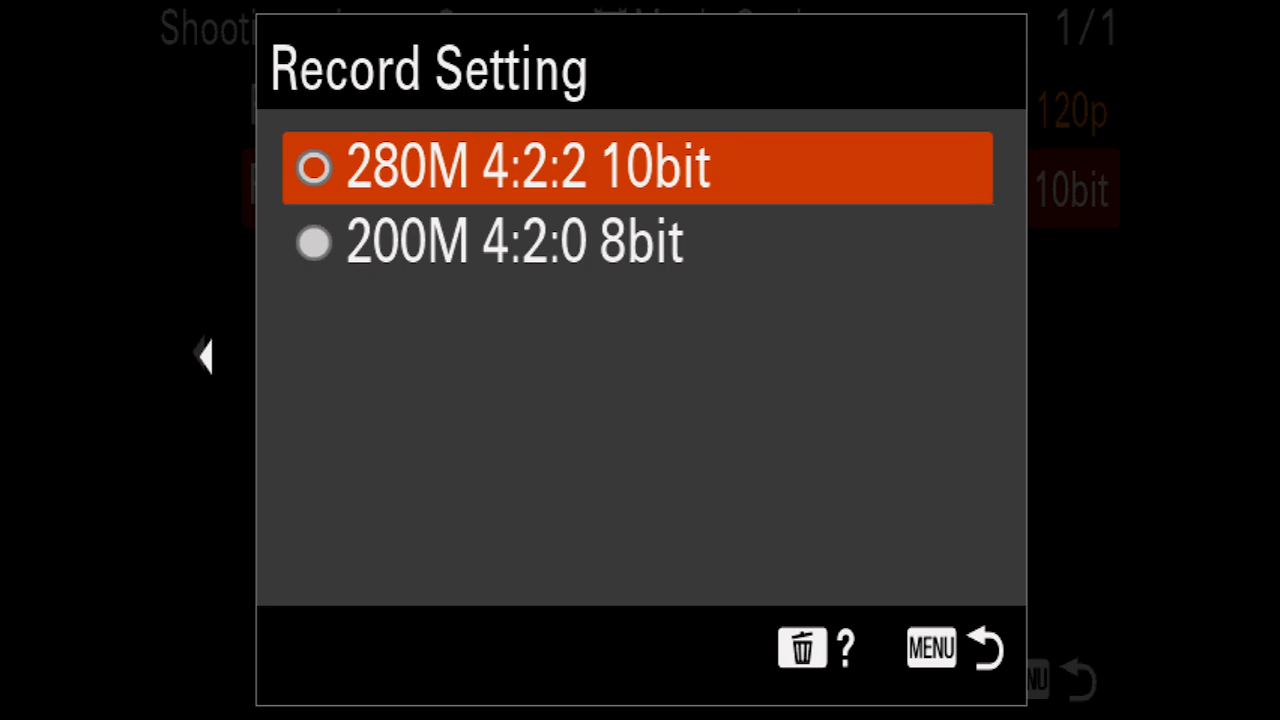 1/1
Record Setting
120p
280M 4:2:2 10bit
10bit
200M 4:2:0 8bit
?
MENU